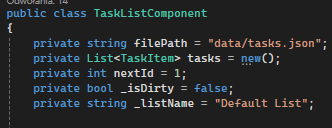 Odwołania: 14
public class TaskListComponent
{
    private string filePath = "data/tasks.json";
    private List<TaskItem> tasks = new();
    private int nextId = 1;
    private bool _isDirty = false;
    private string _listName = "Default List";